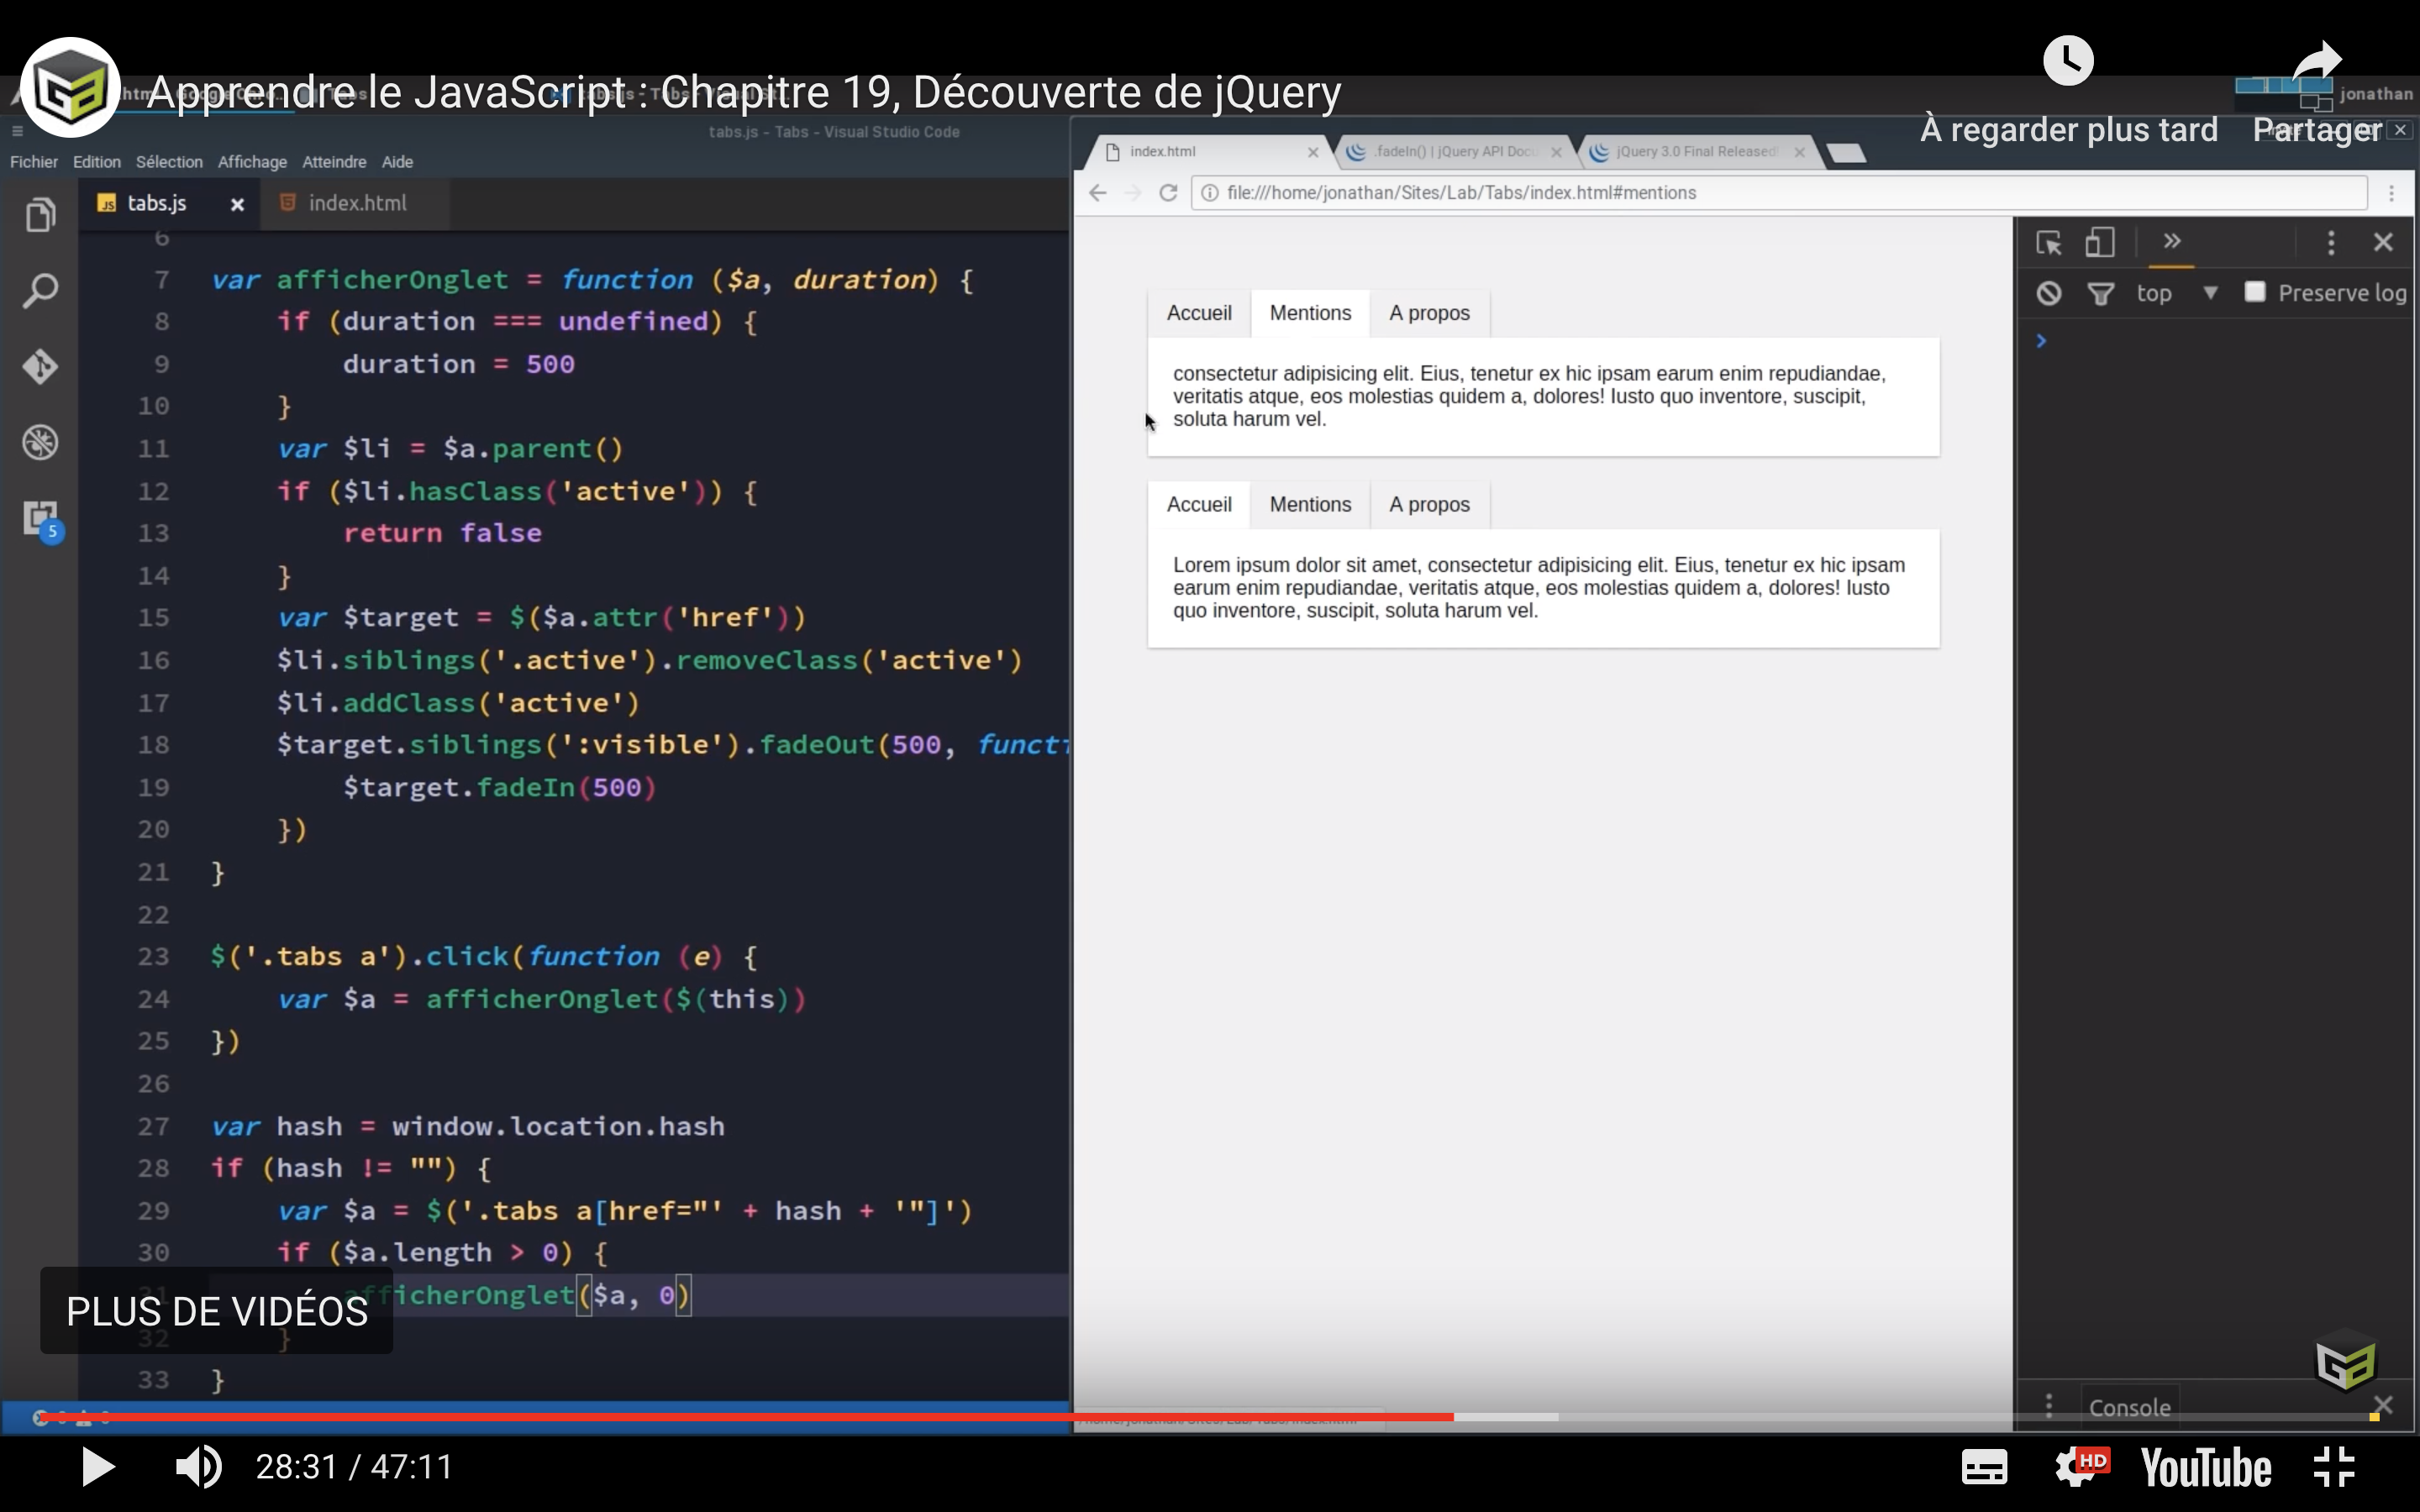 Apprendre le JavaScript : Chapitre 19, Découverte de jQuery
jonathan
À regarder plus tard
Partager
tabs.js - Tabs - Visual Studio Code
Fichier Edition Sélection Affichage Atteindre Aide
tabs.js index.html
5
6
7 var afficherOnglet = function ($a, duration) {
8 if (duration === undefined) {
9 duration = 500
10 }
11 var $li = $a.parent()
12 if ($li.hasClass('active')) {
13 return false
14 }
15 var $target = $($a.attr('href'))
16 $li.siblings('.active').removeClass('active')
17 $li.addClass('active')
18 $target.siblings(':visible').fadeOut(500, functi
19 $target.fadeIn(500)
20 })
21 }
22
23 $('.tabs a').click(function (e) {
24 var $a = afficherOnglet($(this))
25 })
26
27 var hash = window.location.hash
28 if (hash != "") {
29 var $a = $('.tabs a[href="' + hash + '"]')
30 if ($a.length > 0) {
31 afficherOnglet($a, 0)
32 }
33 }
PLUS DE VIDÉOS
index.html .fadeIn() | jQuery API Docu jQuery 3.0 Final Released!
file:///home/jonathan/Sites/Lab/Tabs/index.html#mentions
Accueil Mentions A propos
consectetur adipisicing elit. Eius, tenetur ex hic ipsam earum enim repudiandae,
veritatis atque, eos molestias quidem a, dolores! Iusto quo inventore, suscipit,
soluta harum vel.
Accueil Mentions A propos
Lorem ipsum dolor sit amet, consectetur adipisicing elit. Eius, tenetur ex hic ipsam
earum enim repudiandae, veritatis atque, eos molestias quidem a, dolores! Iusto
quo inventore, suscipit, soluta harum vel.
top Preserve log
Console
28:31 / 47:11
HD
YouTube